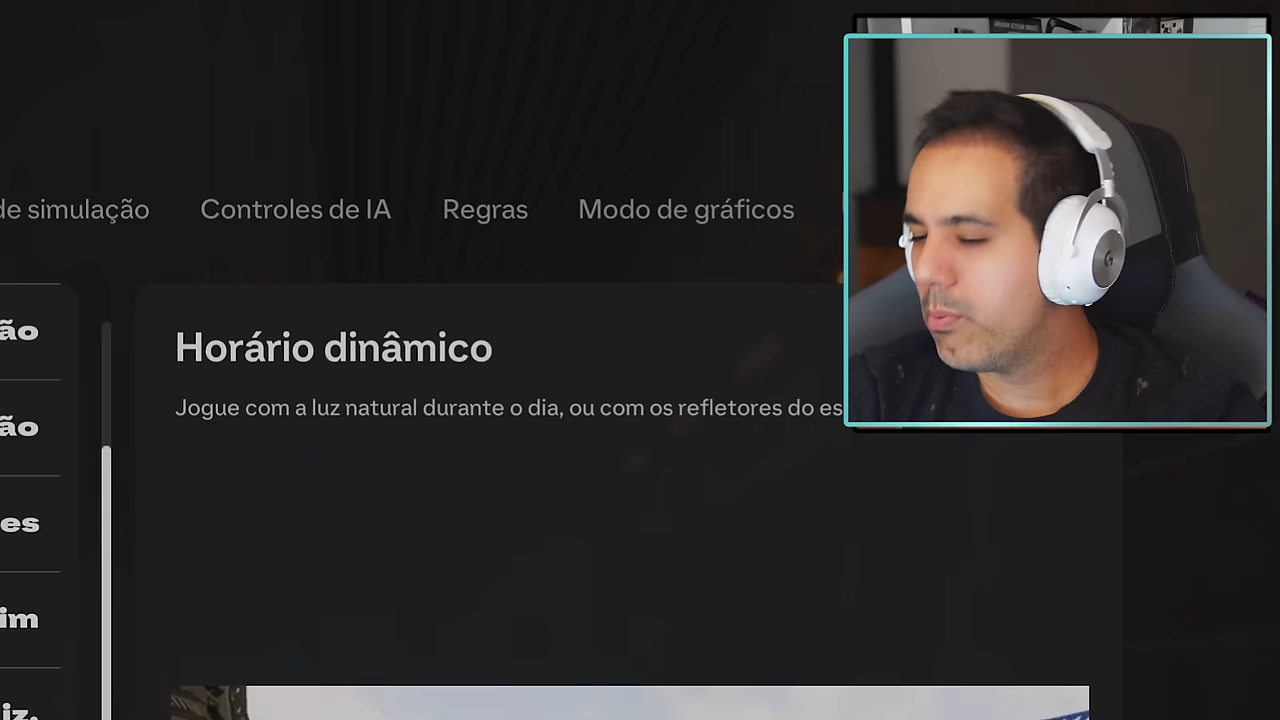 de simulação Controles de IA Regras Modo de gráficos
Horário dinâmico
Jogue com a luz natural durante o dia, ou com os refletores do es
ão
ão
es
im
iz.